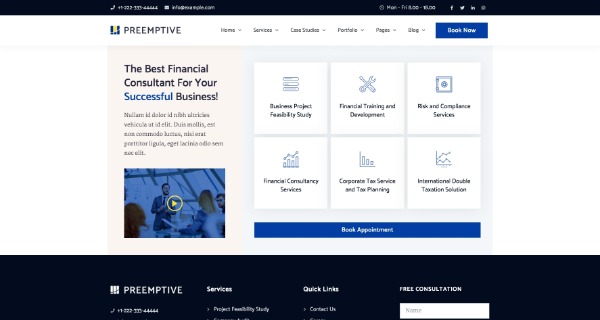 +1-222-333-44444 info@example.com Mon - Fri 8.00 - 18.00
PREEMPTIVE Home Services Case Studies Portfolio Pages Blog Book Now
The Best Financial
Consultant For Your
Successful Business!
Nullam id dolor id nibh ultricies
vehicula ut id elit. Duis mollis, est
non commodo luctus, nisi erat
porttitor ligula, eget lacinia odio sem
nec elit.
Business Project
Feasibility Study
Financial Training and
Development
Risk and Compliance
Services
Financial Consultancy
Services
Corporate Tax Service
and Tax Planning
International Double
Taxation Solution
Book Appointment
PREEMPTIVE
+1-222-333-44444
Services
Project Feasibility Study
Quick Links
Contact Us
FREE CONSULTATION
Name